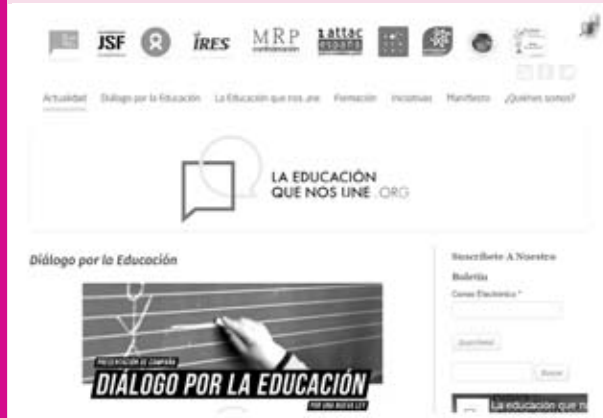 JSF
ÍRES
MRP
attac
españa
Actualidad Diálogo por la Educación La Educación que nos une Formación Iniciativas Manifiesto ¿Quiénes somos?
LA EDUCACIÓN
QUE NOS UNE.ORG
Diálogo por la Educación
PRESENTACIÓN DE CAMPAÑA
DIÁLOGO POR LA EDUCACIÓN
POR UNA NUEVA LEY
Suscríbete A Nuestro
Boletín
Correo Electrónico *
Buscar
La educación que n